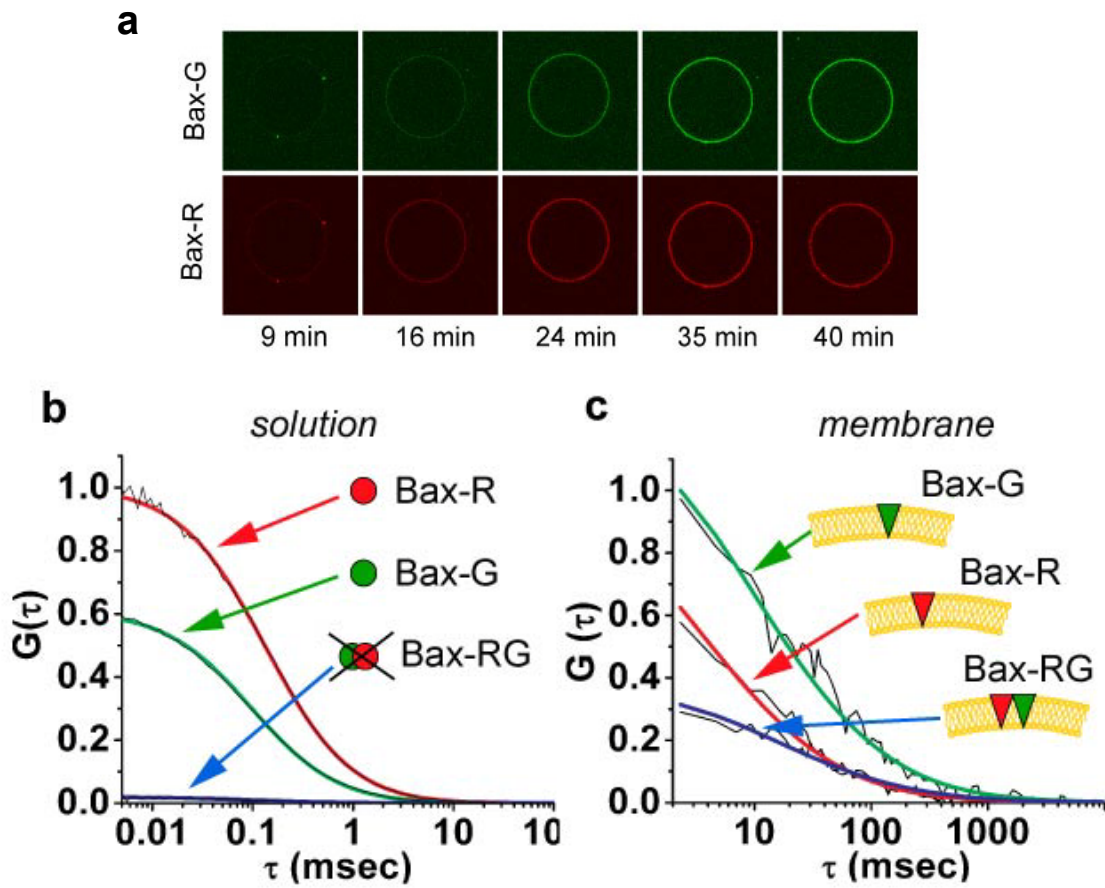 a
Bax-G
Bax-R
9 min 16 min 24 min 35 min 40 min
b
solution
G(τ)
1.0
0.8
0.6
0.4
0.2
0.0
0.01 0.1 1 10 10
τ (msec)
Bax-R
Bax-G
Bax-RG
c
membrane
G (τ)
1.0
0.8
0.6
0.4
0.2
0.0
10 100 1000
τ (msec)
Bax-G
Bax-R
Bax-RG